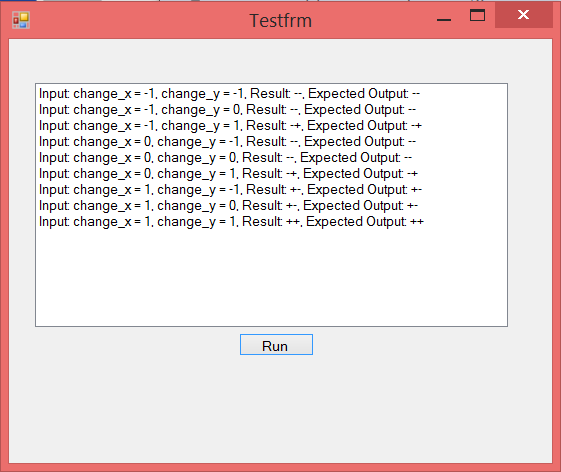 Testfrm
Input: change_x = -1, change_y = -1, Result: --, Expected Output: --
Input: change_x = -1, change_y = 0, Result: --, Expected Output: --
Input: change_x = -1, change_y = 1, Result: -+, Expected Output: -+
Input: change_x = 0, change_y = -1, Result: --, Expected Output: --
Input: change_x = 0, change_y = 0, Result: --, Expected Output: --
Input: change_x = 0, change_y = 1, Result: -+, Expected Output: -+
Input: change_x = 1, change_y = -1, Result: +-, Expected Output: +-
Input: change_x = 1, change_y = 0, Result: +-, Expected Output: +-
Input: change_x = 1, change_y = 1, Result: ++, Expected Output: ++
Run